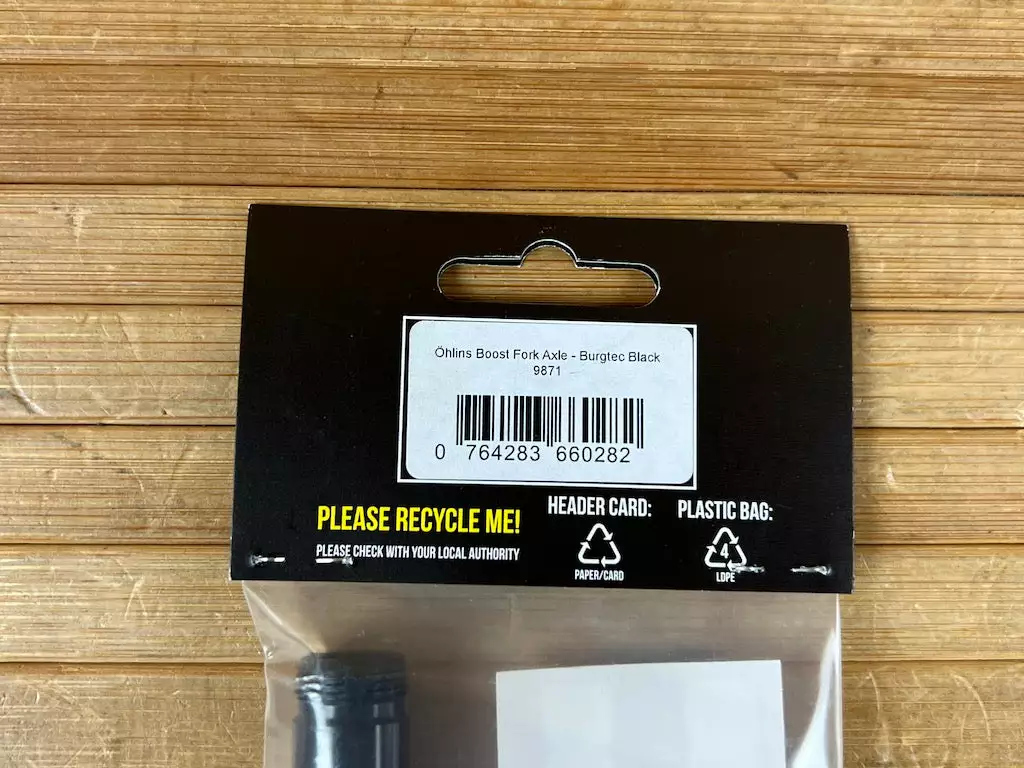 Öhlins Boost Fork Axle - Burgtec Black
9871
0 764283 660282
PLEASE RECYCLE ME!
PLEASE CHECK WITH YOUR LOCAL AUTHORITY
HEADER CARD:
PAPER/CARD
PLASTIC BAG:
4
LDPE